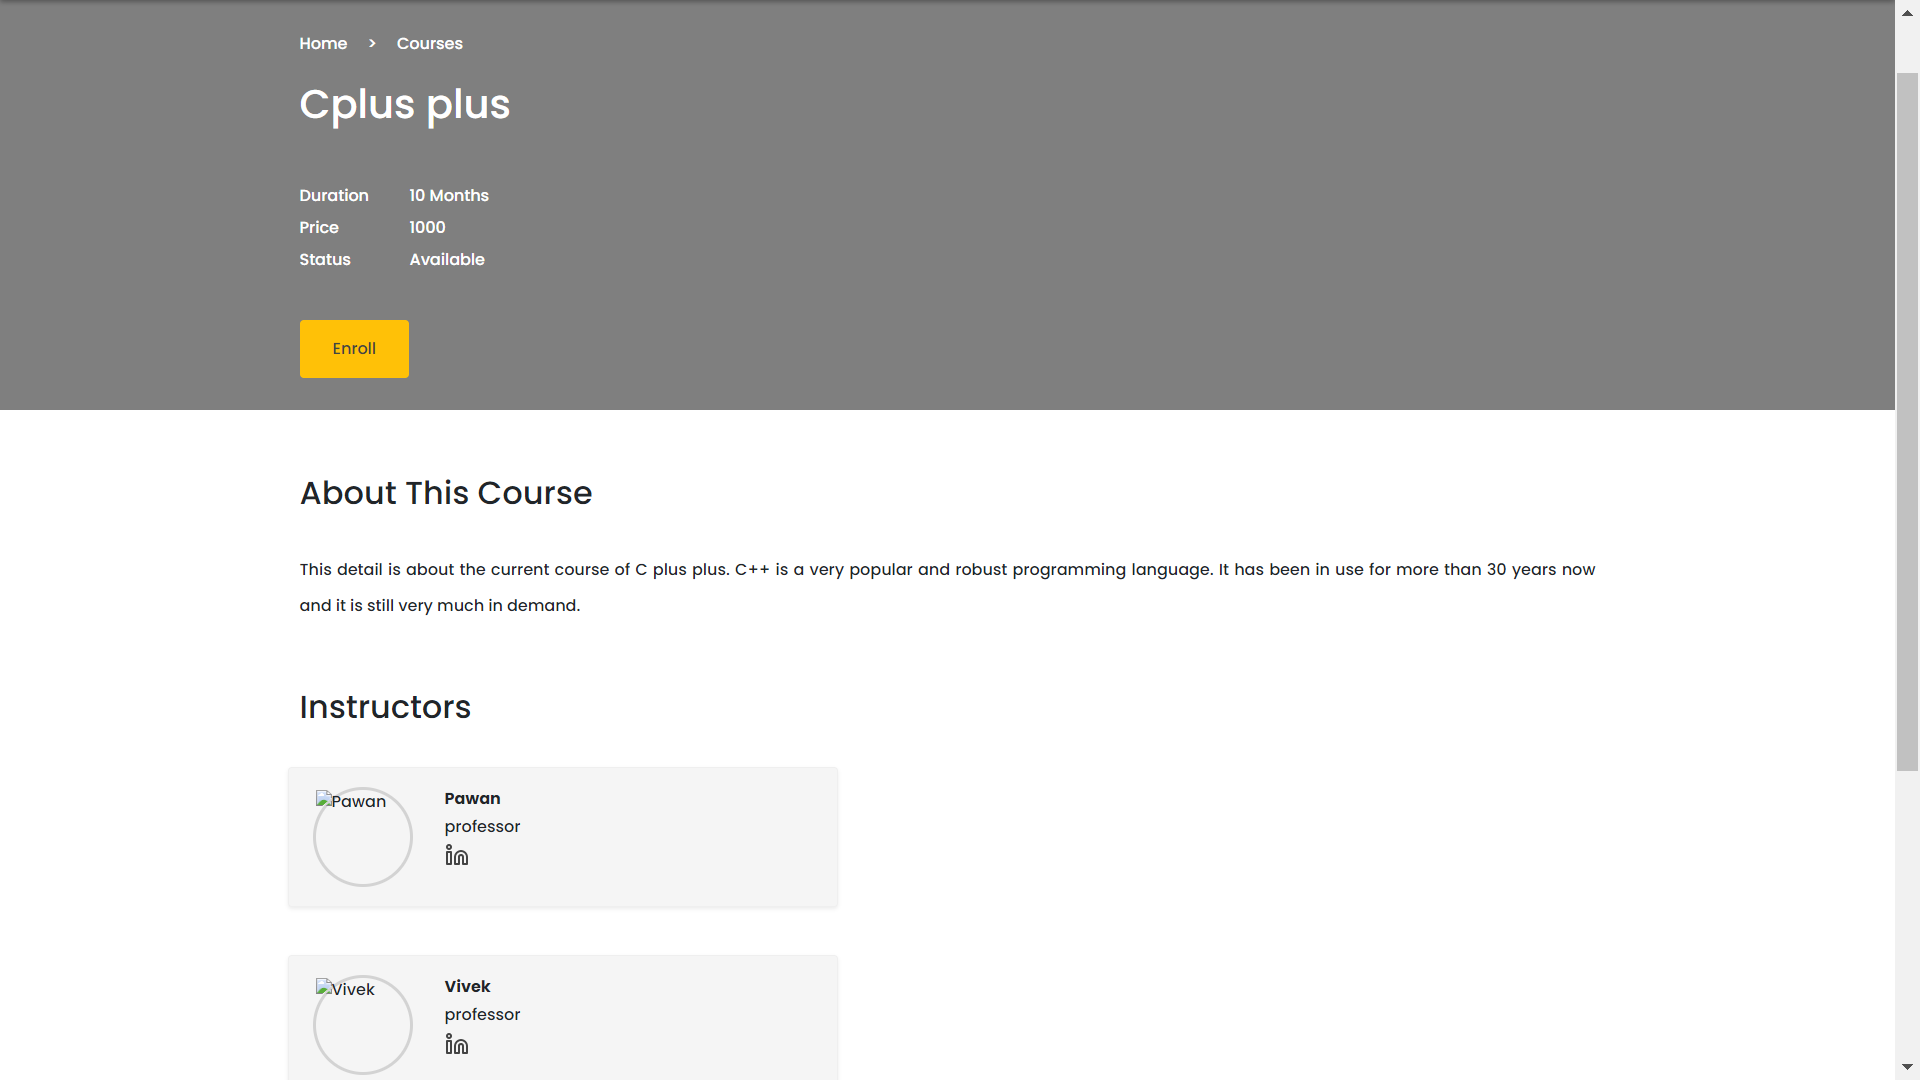 Home > Courses
Cplus plus
Duration 10 Months
Price 1000
Status Available
Enroll
About This Course
This detail is about the current course of C plus plus. C++ is a very popular and robust programming language. It has been in use for more than 30 years now
and it is still very much in demand.
Instructors
Pawan
Pawan
professor
in
Vivek
Vivek
professor
in